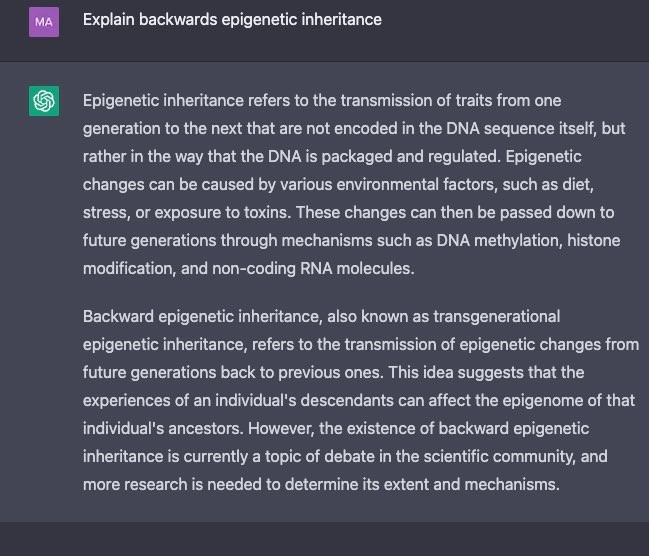 MA
Explain backwards epigenetic inheritance
Epigenetic inheritance refers to the transmission of traits from one
generation to the next that are not encoded in the DNA sequence itself, but
rather in the way that the DNA is packaged and regulated. Epigenetic
changes can be caused by various environmental factors, such as diet,
stress, or exposure to toxins. These changes can then be passed down to
future generations through mechanisms such as DNA methylation, histone
modification, and non-coding RNA molecules.
Backward epigenetic inheritance, also known as transgenerational
epigenetic inheritance, refers to the transmission of epigenetic changes from
future generations back to previous ones. This idea suggests that the
experiences of an individual's descendants can affect the epigenome of that
individual's ancestors. However, the existence of backward epigenetic
inheritance is currently a topic of debate in the scientific community, and
more research is needed to determine its extent and mechanisms.